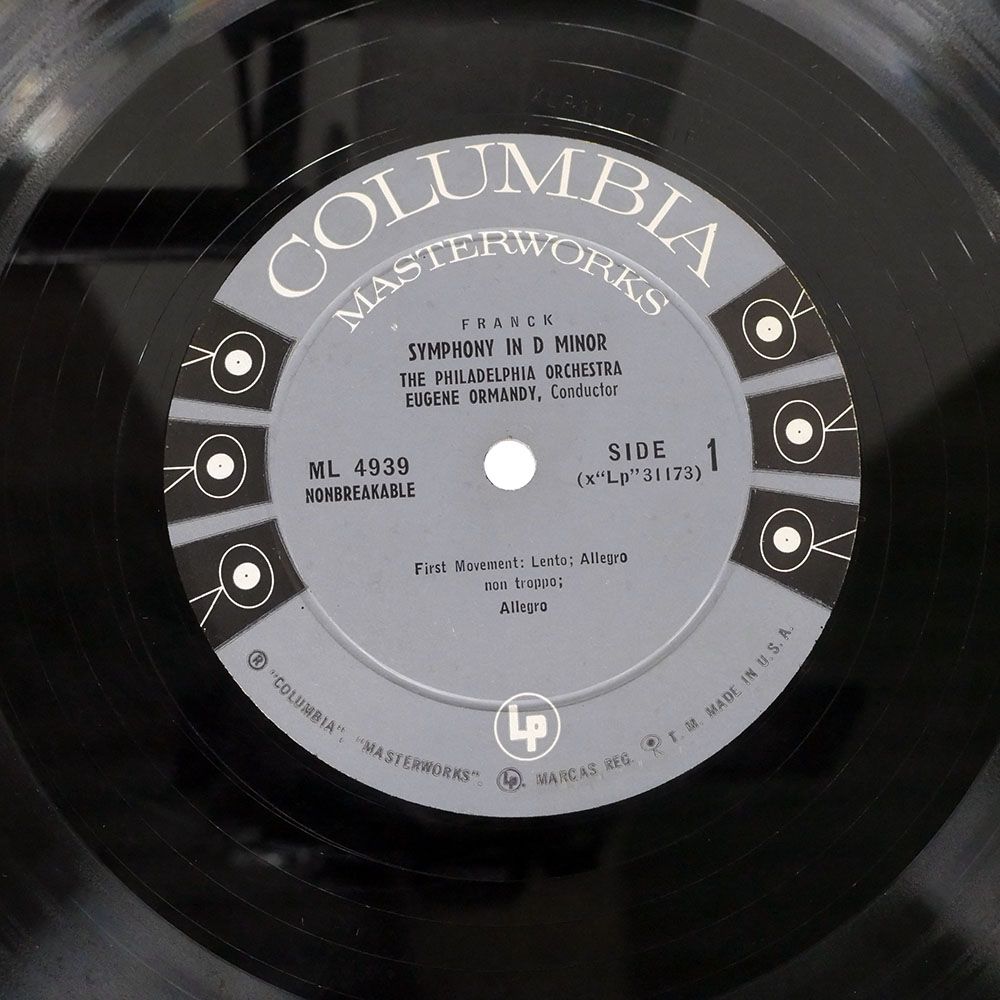 COLUMBIA
MASTERWORKS
FRANCK
SYMPHONY IN D MINOR
THE PHILADELPHIA ORCHESTRA
EUGENE ORMANDY, Conductor
ML 4939
NONBREAKABLE
SIDE 1
(x“Lp”31173)
First Movement: Lento; Allegro
non troppo;
Allegro
Lp
® "COLUMBIA", "MASTERWORKS", Lp, MARCAS REG. T. M. MADE IN U.S.A.